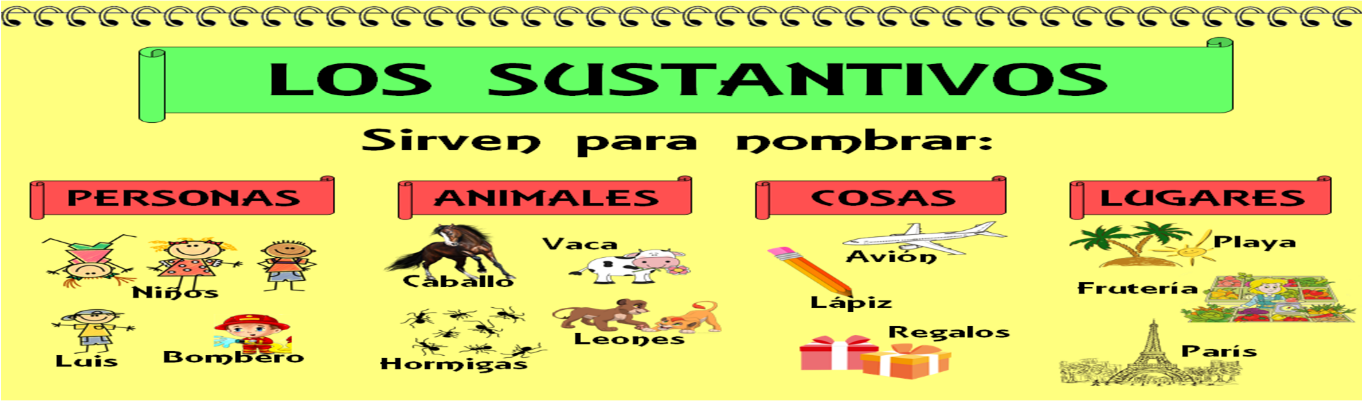 LOS SUSTANTIVOS
Sirven para nombrar:
PERSONAS
Niños
Luis
Bombero
ANIMALES
Vaca
Caballo
Leones
Hormigas
COSAS
Avión
Lápiz
Regalos
LUGARES
Playa
Frutería
París